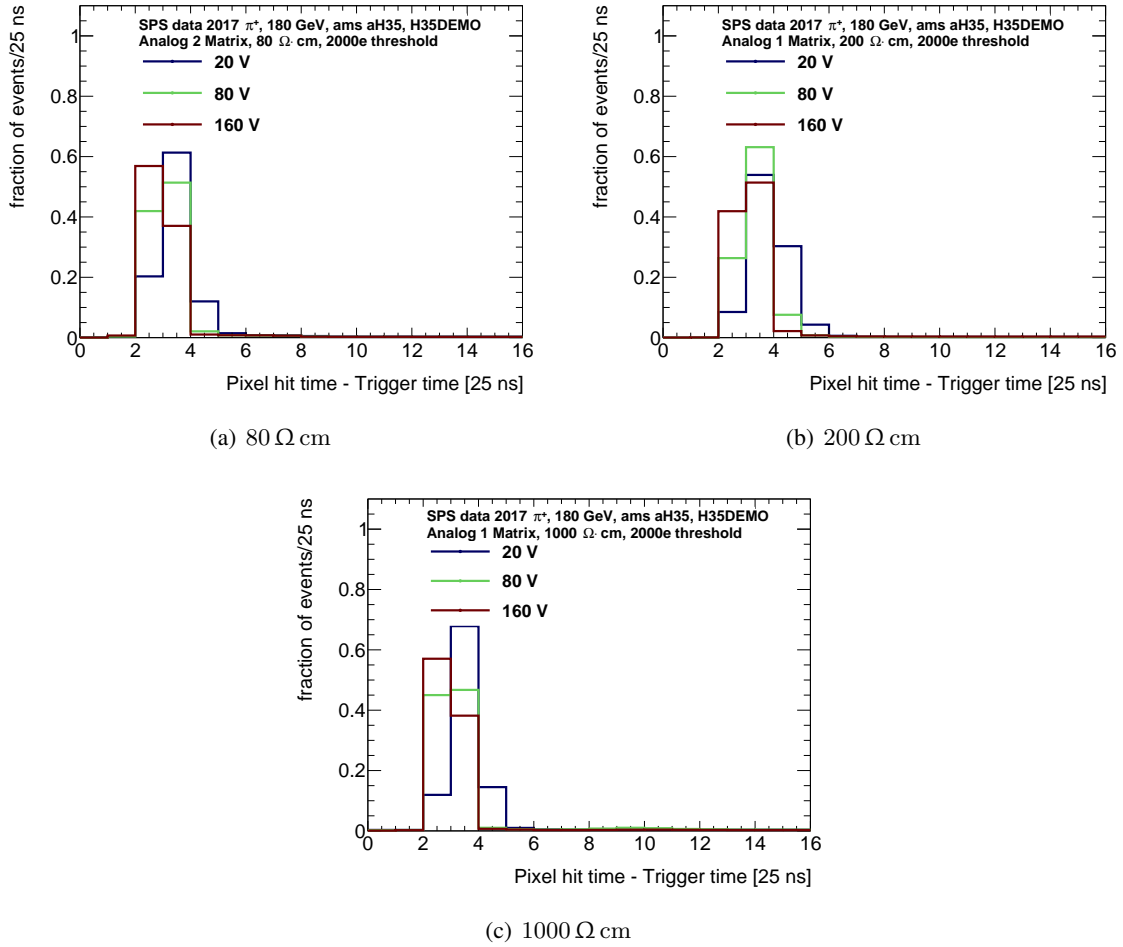 SPS data 2017 π⁺, 180 GeV, ams aH35, H35DEMO
Analog 2 Matrix, 80 Ω· cm, 2000e threshold
20 V
80 V
160 V
fraction of events/25 ns
1
0.8
0.6
0.4
0.2
0
0 2 4 6 8 10 12 14 16
Pixel hit time - Trigger time [25 ns]
(a) 80 Ω cm
SPS data 2017 π⁺, 180 GeV, ams aH35, H35DEMO
Analog 1 Matrix, 200 Ω· cm, 2000e threshold
20 V
80 V
160 V
fraction of events/25 ns
1
0.8
0.6
0.4
0.2
0
0 2 4 6 8 10 12 14 16
Pixel hit time - Trigger time [25 ns]
(b) 200 Ω cm
SPS data 2017 π⁺, 180 GeV, ams aH35, H35DEMO
Analog 1 Matrix, 1000 Ω· cm, 2000e threshold
20 V
80 V
160 V
fraction of events/25 ns
1
0.8
0.6
0.4
0.2
0
0 2 4 6 8 10 12 14 16
Pixel hit time - Trigger time [25 ns]
(c) 1000 Ω cm